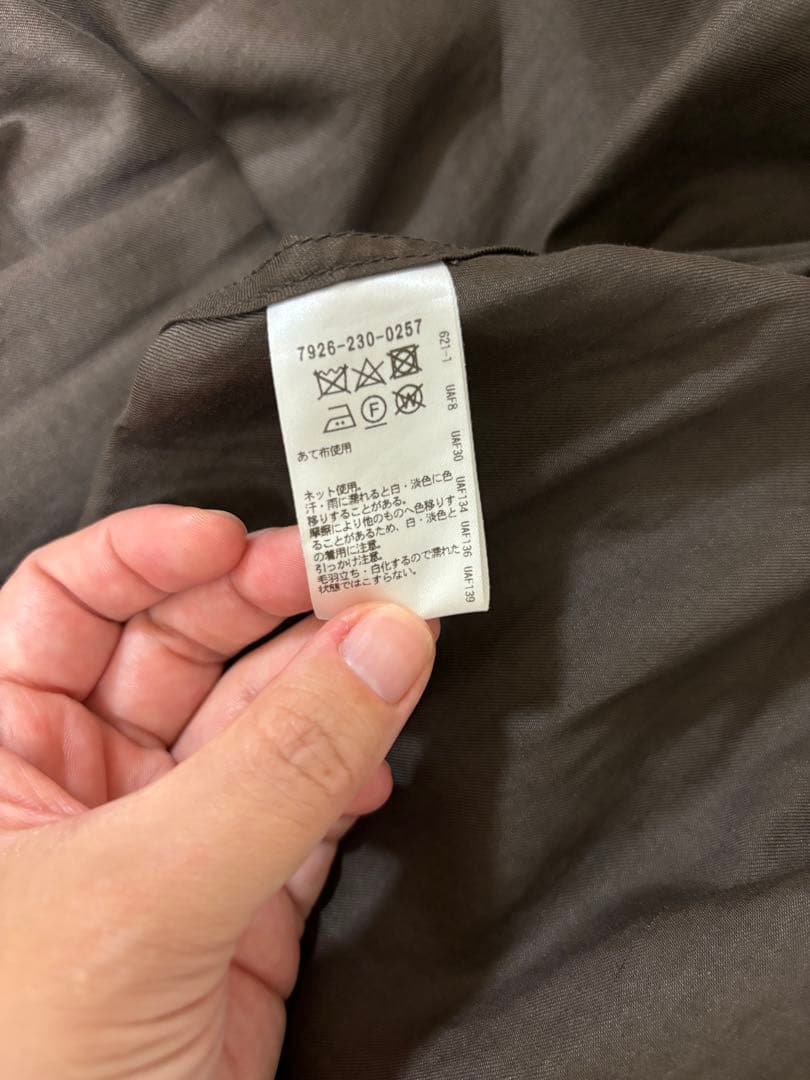 7926-230-0257
F
W
あて布使用
ネット使用。
汗・雨に濡れると白・淡色に色
移りすることがある。
摩擦により他のものへ色移りす
ることがあるため、白・淡色と
の着用に注意。
引っかけ注意。
毛羽立ち・白化するので濡れた
状態ではこすらない。
621-1 UAF8 UAF30 UAF134 UAF136 UAF139